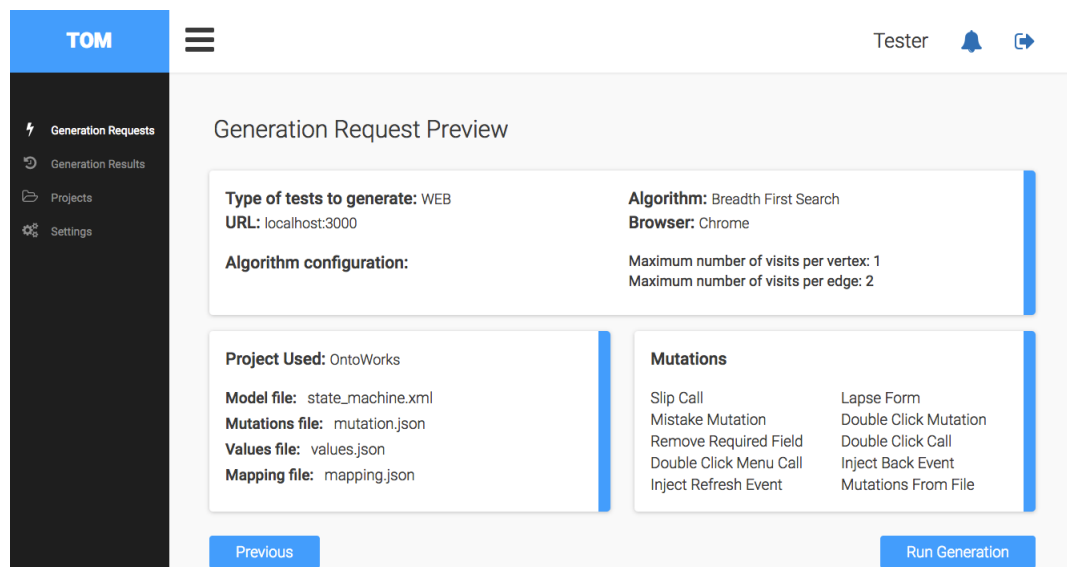 TOM
Tester
Generation Requests
Generation Results
Projects
Settings
Generation Request Preview
Type of tests to generate: WEB
URL: localhost:3000
Algorithm: Breadth First Search
Browser: Chrome
Algorithm configuration:
Maximum number of visits per vertex: 1
Maximum number of visits per edge: 2
Project Used: OntoWorks
Model file: state_machine.xml
Mutations file: mutation.json
Values file: values.json
Mapping file: mapping.json
Mutations
Slip Call
Mistake Mutation
Remove Required Field
Double Click Menu Call
Inject Refresh Event
Lapse Form
Double Click Mutation
Double Click Call
Inject Back Event
Mutations From File
Previous
Run Generation